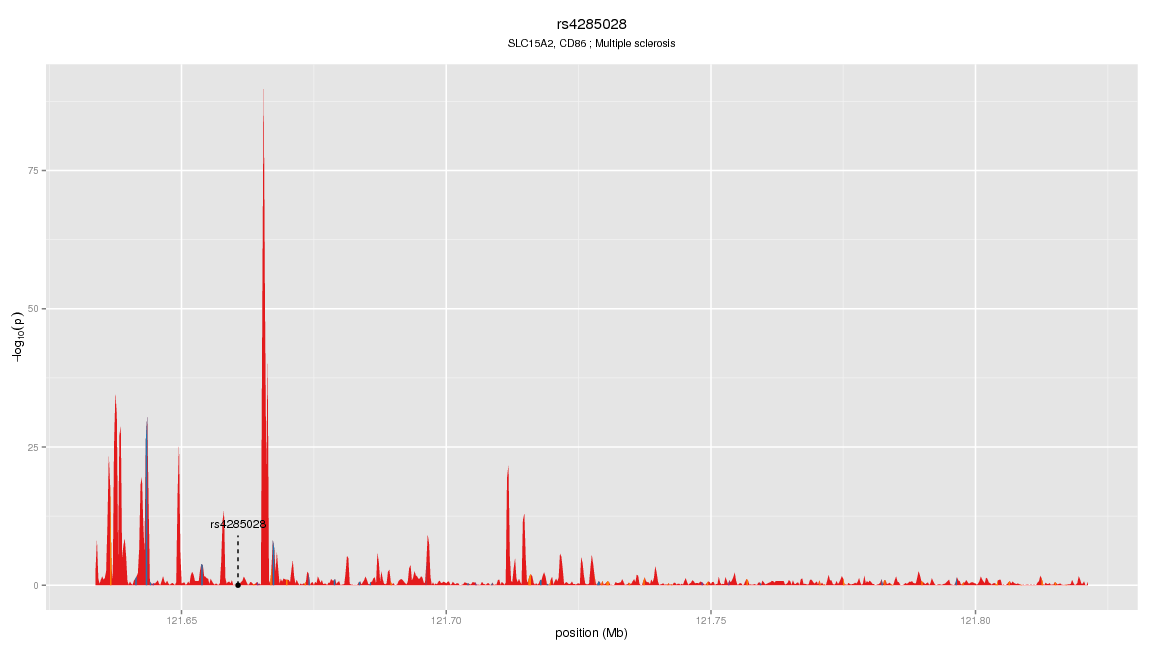 rs4285028
SLC15A2, CD86 ; Multiple sclerosis
75
50
25
0
−log10(p)
rs4285028
121.65
121.70
121.75
121.80
position (Mb)